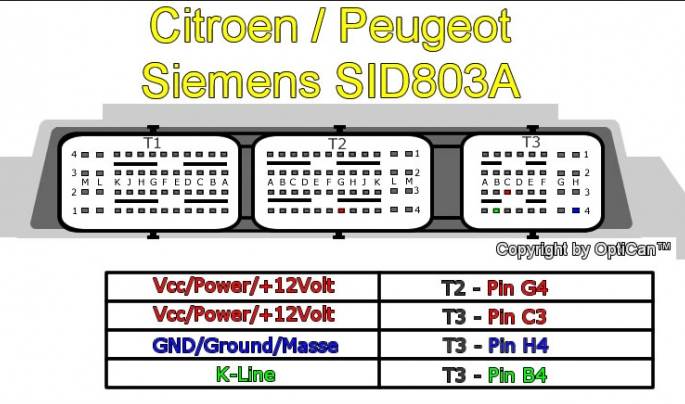 Citroen / Peugeot
Siemens SID803A
T1 T2 T3
4 1 1
3 2 2
M L K J H G F E D C B A A B C D E F G H J K L M A B C D E F G H
2 3 3
1 4 4
Copyright by OptiCan™
Vcc/Power/+12Volt T2 - Pin G4
Vcc/Power/+12Volt T3 - Pin C3
GND/Ground/Masse T3 - Pin H4
K-Line T3 - Pin B4